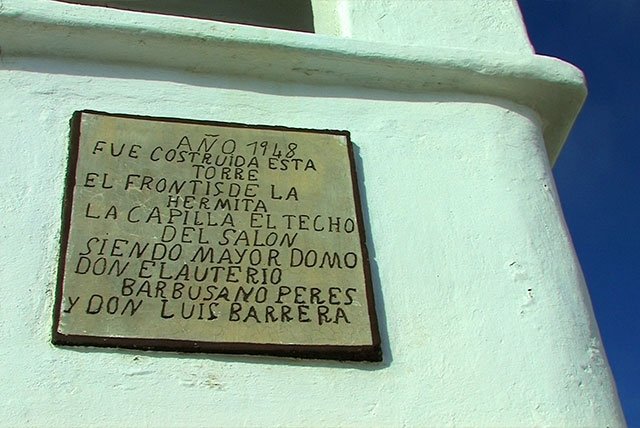 AÑO 1948
FUE COSTRUIDA ESTA
TORRE
EL FRONTIS DE LA
HERMITA
LA CAPILLA EL TECHO
DEL SALON
SIENDO MAYOR DOMO
DON ELAUTERIO
BARBUSANO PERES
Y DON LUIS BARRERA